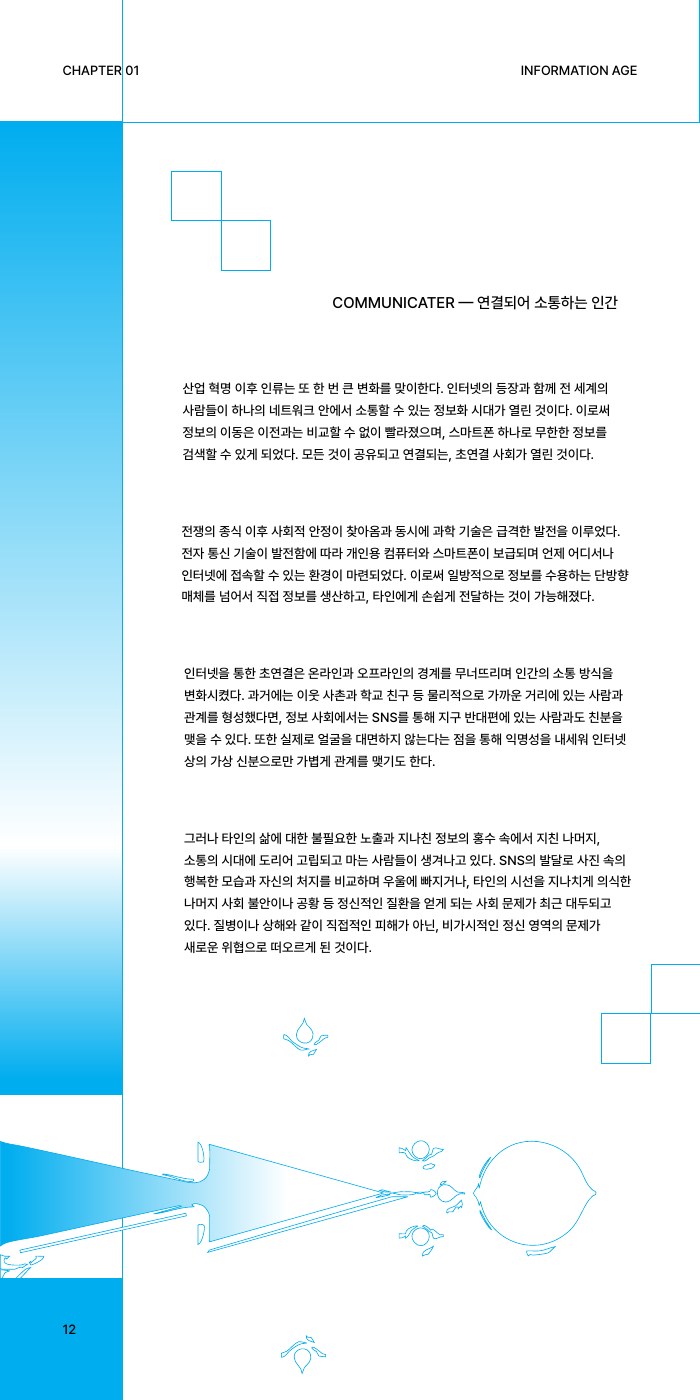 CHAPTER 01
INFORMATION AGE
COMMUNICATER — 연결되어 소통하는 인간
산업 혁명 이후 인류는 또 한 번 큰 변화를 맞이한다. 인터넷의 등장과 함께 전 세계의
사람들이 하나의 네트워크 안에서 소통할 수 있는 정보화 시대가 열린 것이다. 이로써
정보의 이동은 이전과는 비교할 수 없이 빨라졌으며, 스마트폰 하나로 무한한 정보를
검색할 수 있게 되었다. 모든 것이 공유되고 연결되는, 초연결 사회가 열린 것이다.
전쟁의 종식 이후 사회적 안정이 찾아옴과 동시에 과학 기술은 급격한 발전을 이루었다.
전자 통신 기술이 발전함에 따라 개인용 컴퓨터와 스마트폰이 보급되며 언제 어디서나
인터넷에 접속할 수 있는 환경이 마련되었다. 이로써 일방적으로 정보를 수용하는 단방향
매체를 넘어서 직접 정보를 생산하고, 타인에게 손쉽게 전달하는 것이 가능해졌다.
인터넷을 통한 초연결은 온라인과 오프라인의 경계를 무너뜨리며 인간의 소통 방식을
변화시켰다. 과거에는 이웃 사촌과 학교 친구 등 물리적으로 가까운 거리에 있는 사람과
관계를 형성했다면, 정보 사회에서는 SNS를 통해 지구 반대편에 있는 사람과도 친분을
맺을 수 있다. 또한 실제로 얼굴을 대면하지 않는다는 점을 통해 익명성을 내세워 인터넷
상의 가상 신분으로만 가볍게 관계를 맺기도 한다.
그러나 타인의 삶에 대한 불필요한 노출과 지나친 정보의 홍수 속에서 지친 나머지,
소통의 시대에 도리어 고립되고 마는 사람들이 생겨나고 있다. SNS의 발달로 사진 속의
행복한 모습과 자신의 처지를 비교하며 우울에 빠지거나, 타인의 시선을 지나치게 의식한
나머지 사회 불안이나 공황 등 정신적인 질환을 얻게 되는 사회 문제가 최근 대두되고
있다. 질병이나 상해와 같이 직접적인 피해가 아닌, 비가시적인 정신 영역의 문제가
새로운 위협으로 떠오르게 된 것이다.
12